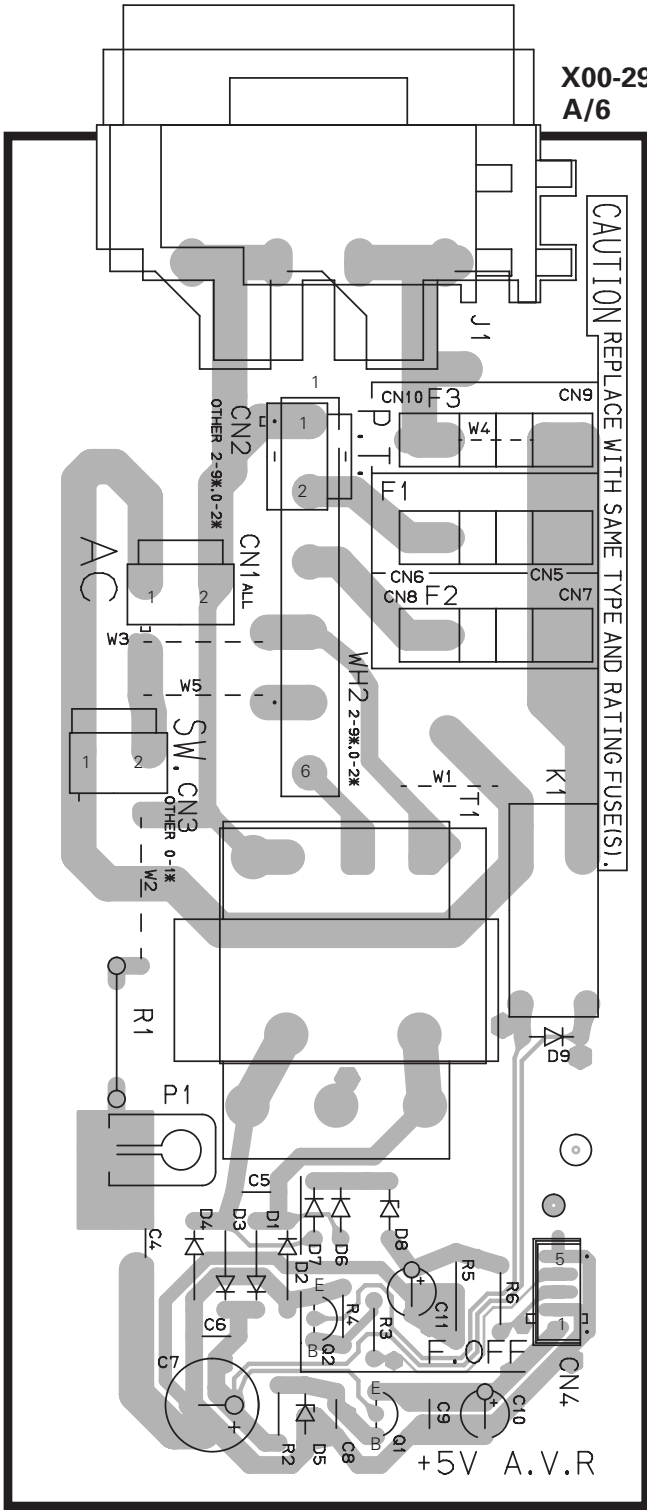 X00-29
A/6
CAUTION REPLACE WITH SAME TYPE AND RATING FUSE(S).
J1
1
CN10 F3 CN9
W4
CN2
OTHER 2-9*,0-2*
1
2
P.T.
F1
CN6 CN5
CN8 F2 CN7
AC
CN1 ALL
1 2
W3
W5
WH2 2-9*,0-2*
6
SW. CN3
OTHER 0-1*
1 2
W1
T1
K1
W2
R1
D9
P1
C5
C4
D4
D3
D1
D2
D7
D6
D8
R5
R6
5
1
C11
E
R4
R3
Q2
B
C6
F.OFF
CN4
C7
E
R2
D5
C8
B
Q1
C9
C10
+5V A.V.R